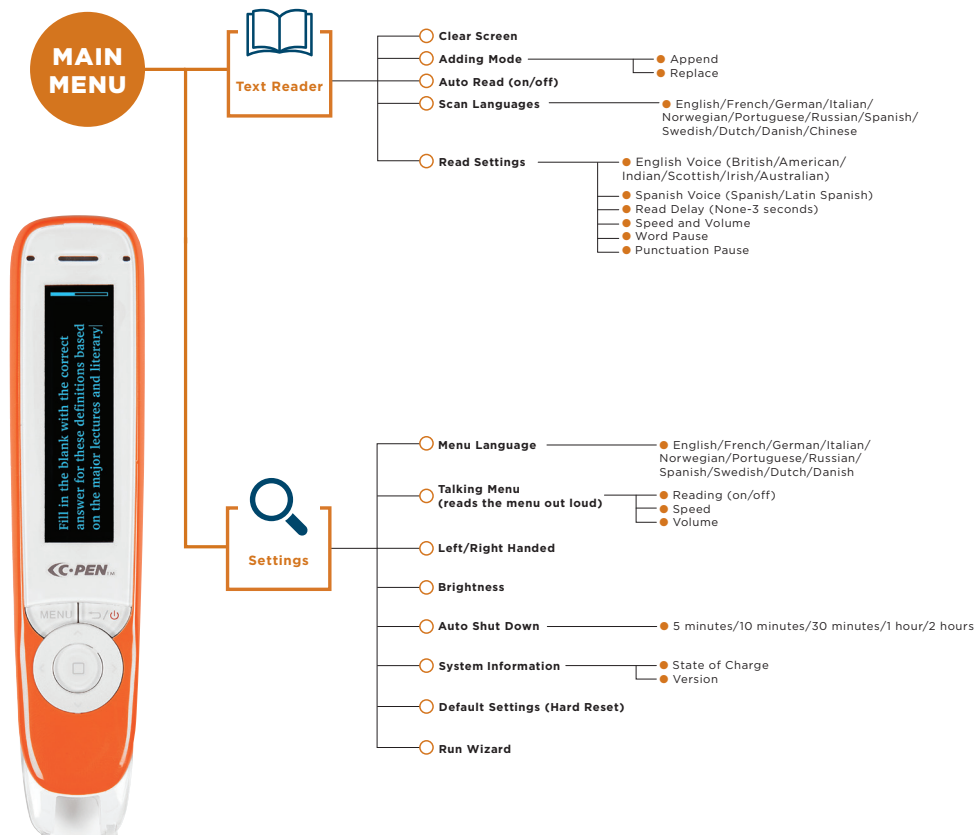 MAIN
MENU
Text Reader
Clear Screen
Adding Mode
Append
Replace
Auto Read (on/off)
Scan Languages
English/French/German/Italian/
Norwegian/Portuguese/Russian/Spanish/
Swedish/Dutch/Danish/Chinese
Read Settings
English Voice (British/American/
Indian/Scottish/Irish/Australian)
Spanish Voice (Spanish/Latin Spanish)
Read Delay (None-3 seconds)
Speed and Volume
Word Pause
Punctuation Pause
Fill in the blank with the correct
answer for these definitions based
on the major lectures and literary
C-PEN
MENU
Settings
Menu Language
English/French/German/Italian/
Norwegian/Portuguese/Russian/
Spanish/Swedish/Dutch/Danish
Talking Menu
(reads the menu out loud)
Reading (on/off)
Speed
Volume
Left/Right Handed
Brightness
Auto Shut Down
5 minutes/10 minutes/30 minutes/1 hour/2 hours
System Information
State of Charge
Version
Default Settings (Hard Reset)
Run Wizard